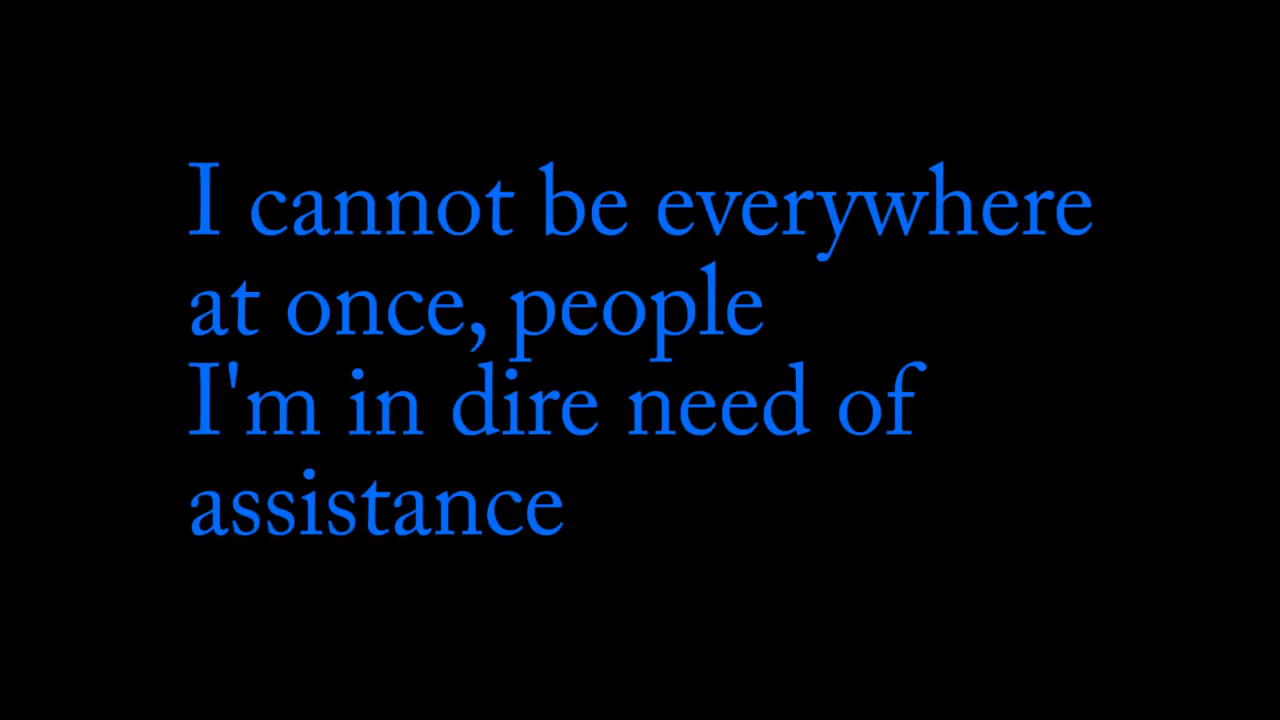 I cannot be everywhere
at once, people
I'm in dire need of
assistance